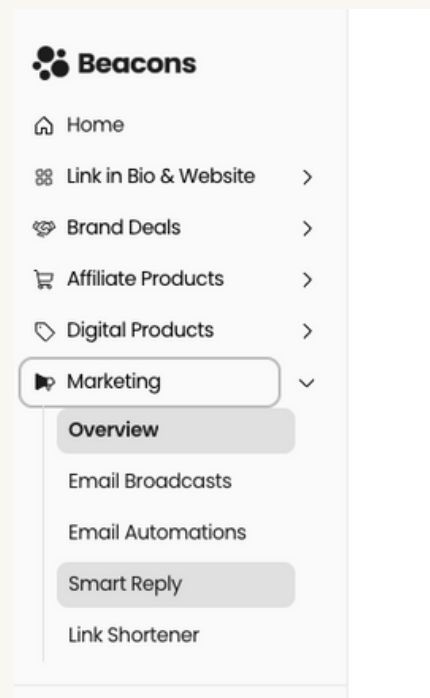 Beacons
Home
Link in Bio & Website
Brand Deals
Affiliate Products
Digital Products
Marketing
Overview
Email Broadcasts
Email Automations
Smart Reply
Link Shortener